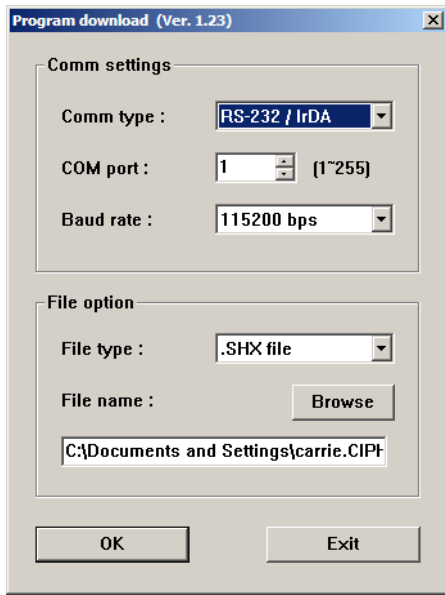 Program download (Ver. 1.23)
Comm settings
Comm type : RS-232 / IrDA
COM port : 1 (1~255)
Baud rate : 115200 bps
File option
File type : .SHX file
File name : Browse
C:\Documents and Settings\carrie.CIPH
OK Exit